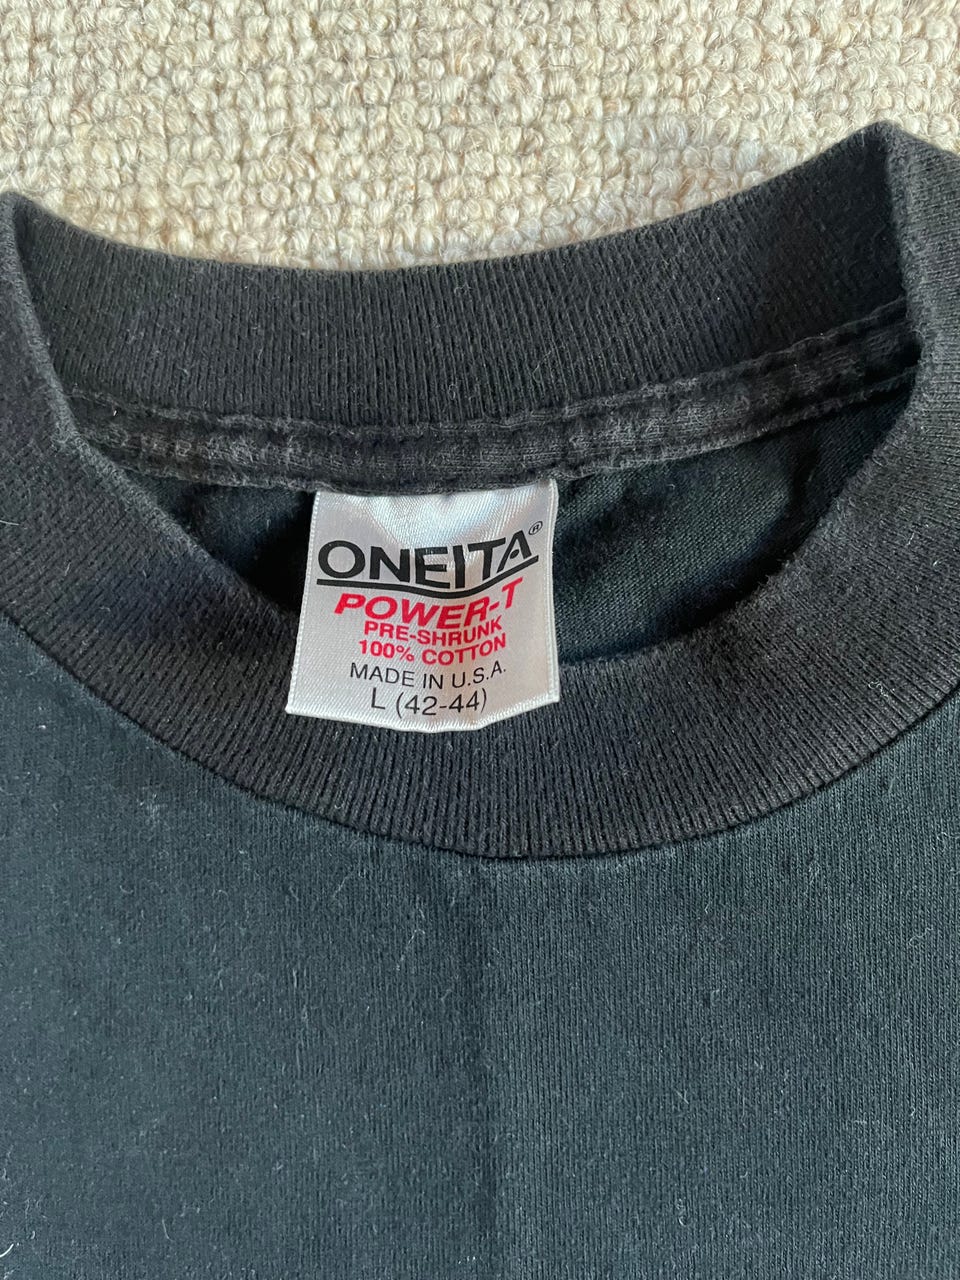 ONEITA®
POWER-T
PRE-SHRUNK
100% COTTON
MADE IN U.S.A.
L (42-44)